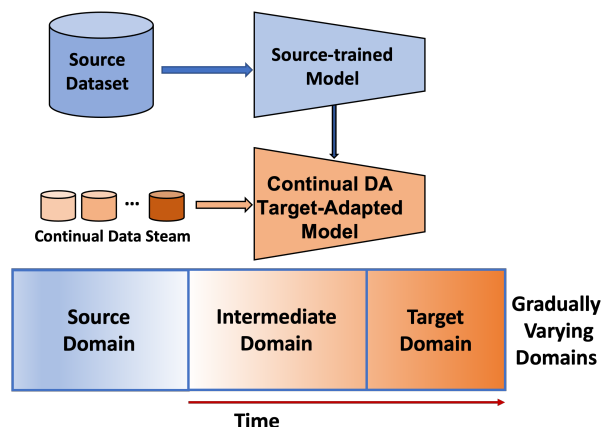 Source
Dataset
Source-trained
Model
Continual DA
Target-Adapted
Model
...
Continual Data Steam
Source
Domain
Intermediate
Domain
Target
Domain
Gradually
Varying
Domains
Time